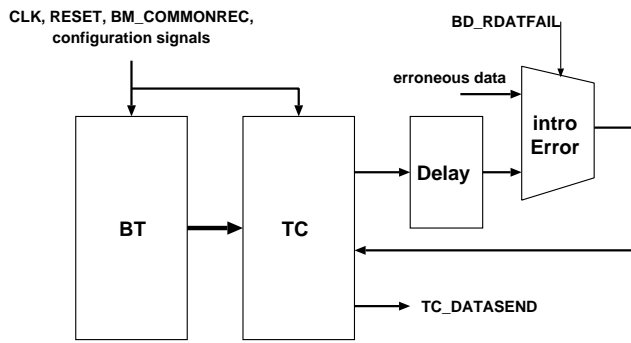 CLK, RESET, BM_COMMONREC,
configuration signals
BD_RDATFAIL
erroneous data
intro
Error
Delay
BT
TC
TC_DATASEND